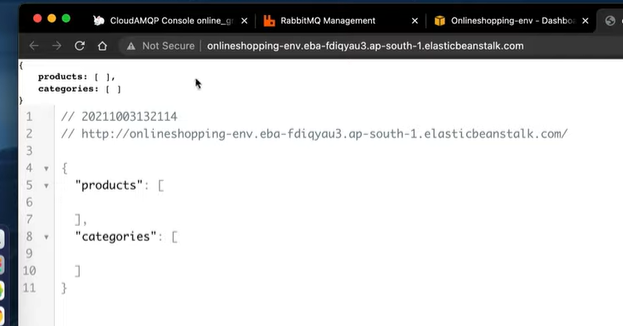 CloudAMQP Console online_g
RabbitMQ Management
Onlineshopping-env - Dashbo
Not Secure
onlineshopping-env.eba-fdiqyau3.ap-south-1.elasticbeanstalk.com
{
products: [ ],
categories: [ ]
}
1 // 20211003132114
2 // http://onlineshopping-env.eba-fdiqyau3.ap-south-1.elasticbeanstalk.com/
3
4 {
5 "products": [
6
7 ],
8 "categories": [
9
10 ]
11 }